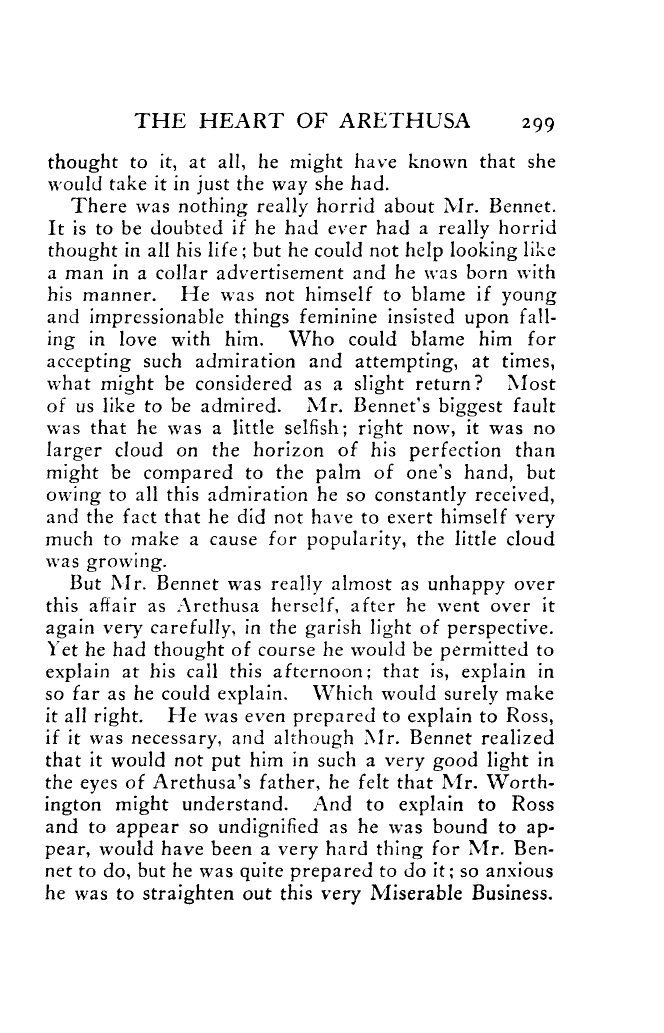 THE HEART OF ARETHUSA 299
thought to it, at all, he might have known that she
would take it in just the way she had.
There was nothing really horrid about Mr. Bennet.
It is to be doubted if he had ever had a really horrid
thought in all his life; but he could not help looking like
a man in a collar advertisement and he was born with
his manner. He was not himself to blame if young
and impressionable things feminine insisted upon fall-
ing in love with him. Who could blame him for
accepting such admiration and attempting, at times,
what might be considered as a slight return? Most
of us like to be admired. Mr. Bennet's biggest fault
was that he was a little selfish; right now, it was no
larger cloud on the horizon of his perfection than
might be compared to the palm of one's hand, but
owing to all this admiration he so constantly received,
and the fact that he did not have to exert himself very
much to make a cause for popularity, the little cloud
was growing.
But Mr. Bennet was really almost as unhappy over
this affair as Arethusa herself, after he went over it
again very carefully, in the garish light of perspective.
Yet he had thought of course he would be permitted to
explain at his call this afternoon; that is, explain in
so far as he could explain. Which would surely make
it all right. He was even prepared to explain to Ross,
if it was necessary, and although Mr. Bennet realized
that it would not put him in such a very good light in
the eyes of Arethusa's father, he felt that Mr. Worth-
ington might understand. And to explain to Ross
and to appear so undignified as he was bound to ap-
pear, would have been a very hard thing for Mr. Ben-
net to do, but he was quite prepared to do it; so anxious
he was to straighten out this very Miserable Business.